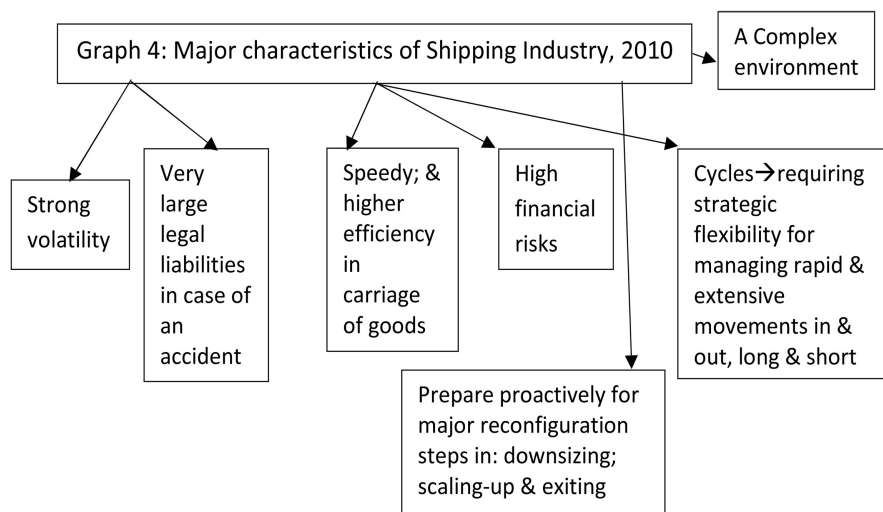 Graph 4: Major characteristics of Shipping Industry, 2010
A Complex
environment
Strong
volatility
Very
large
legal
liabilities
in case of
an
accident
Speedy; &
higher
efficiency
in
carriage
of goods
High
financial
risks
Cycles→requiring
strategic
flexibility for
managing rapid &
extensive
movements in &
out, long & short
Prepare proactively for
major reconfiguration
steps in: downsizing;
scaling-up & exiting